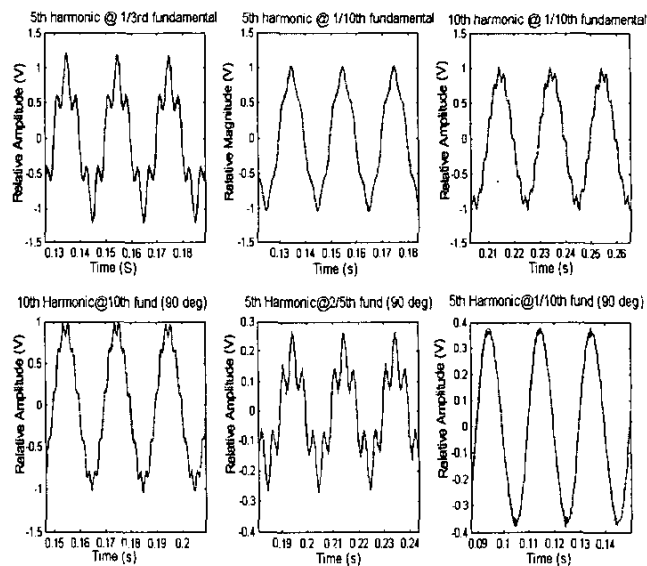 5th harmonic @ 1/3rd fundamental
Relative Amplitude (V)
1.5
1
0.5
0
-0.5
-1
-1.5
0.13 0.14 0.15 0.16 0.17 0.18
Time (S)
5th harmonic @ 1/10th fundamental
Relative Magnitude (V)
1.5
1
0.5
0
-0.5
-1
-1.5
0.13 0.14 0.15 0.16 0.17 0.18
Time (s)
10th harmonic @ 1/10th fundamental
Relative Amplitude (V)
1.5
1
0.5
0
-0.5
-1
-1.5
0.21 0.22 0.23 0.24 0.25 0.26
Time (s)
10th Harmonic@10th fund (90 deg)
Relative Amplitude (V)
1
0.5
0
-0.5
-1
-1.5
0.15 0.16 0.17 0.18 0.19 0.2
Time (s)
5th Harmonic@2/5th fund (90 deg)
Relative Amplitude (V)
0.4
0.3
0.2
0.1
0
-0.1
-0.2
-0.3
-0.4
0.19 0.2 0.21 0.22 0.23 0.24
Time (s)
5th Harmonic@1/10th fund (90 deg)
Relative Amplitude (V)
0.4
0.3
0.2
0.1
0
-0.1
-0.2
-0.3
-0.4
0.09 0.1 0.11 0.12 0.13 0.14
Time (s)